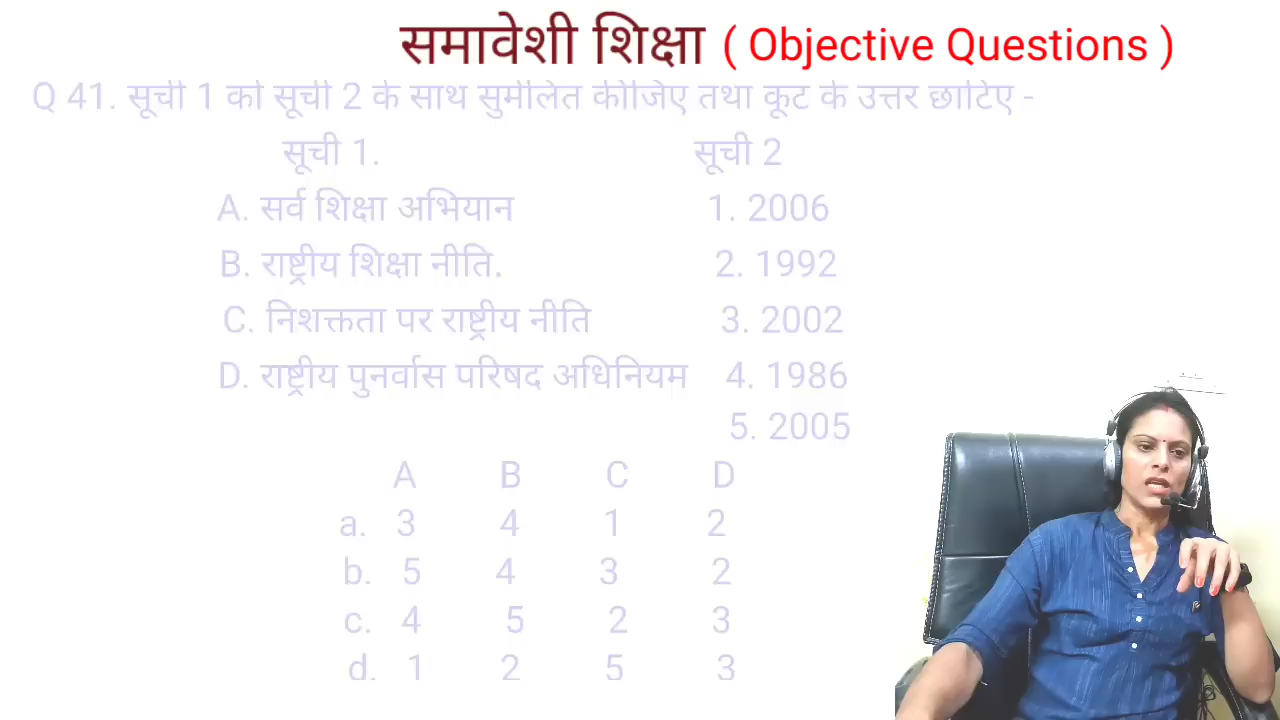 समावेशी शिक्षा ( Objective Questions )
Q 41. सूची 1 को सूची 2 के साथ सुमेलित कीजिए तथा कूट के उत्तर छाटिए -
सूची 1. सूची 2
A. सर्व शिक्षा अभियान 1. 2006
B. राष्ट्रीय शिक्षा नीति. 2. 1992
C. निशक्तता पर राष्ट्रीय नीति 3. 2002
D. राष्ट्रीय पुनर्वास परिषद अधिनियम 4. 1986
5. 2005
A B C D
a. 3 4 1 2
b. 5 4 3 2
c. 4 5 2 3
d. 1 2 5 3